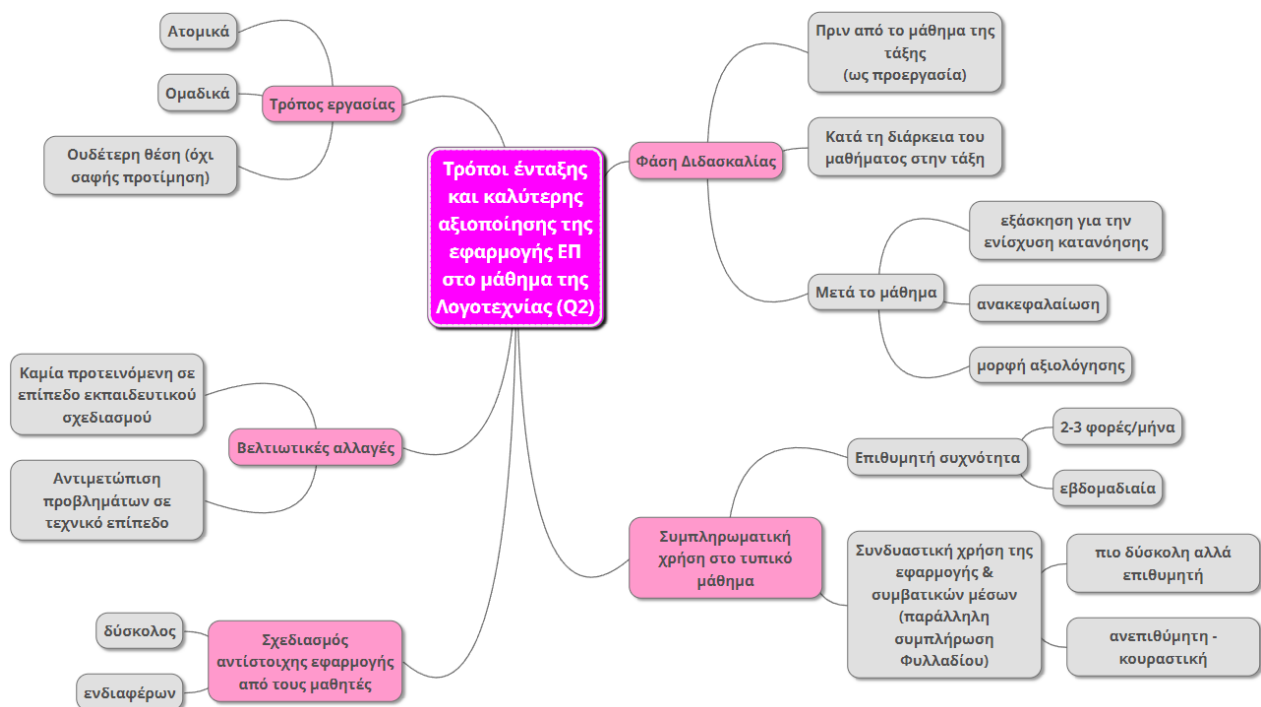 Τρόποι ένταξης
και καλύτερης
αξιοποίησης της
εφαρμογής ΕΠ
στο μάθημα της
Λογοτεχνίας (Q2)
Τρόπος εργασίας
Ατομικά
Ομαδικά
Ουδέτερη θέση (όχι
σαφής προτίμηση)
Βελτιωτικές αλλαγές
Καμία προτεινόμενη σε
επίπεδο εκπαιδευτικού
σχεδιασμού
Αντιμετώπιση
προβλημάτων σε
τεχνικό επίπεδο
Σχεδιασμός
αντίστοιχης εφαρμογής
από τους μαθητές
δύσκολος
ενδιαφέρων
Φάση Διδασκαλίας
Πριν από το μάθημα της
τάξης
(ως προεργασία)
Κατά τη διάρκεια του
μαθήματος στην τάξη
Μετά το μάθημα
εξάσκηση για την
ενίσχυση κατανόησης
ανακεφαλαίωση
μορφή αξιολόγησης
Συμπληρωματική
χρήση στο τυπικό
μάθημα
Επιθυμητή συχνότητα
2-3 φορές/μήνα
εβδομαδιαία
Συνδυαστική χρήση της
εφαρμογής &
συμβατικών μέσων
(παράλληλη
συμπλήρωση
Φυλλαδίου)
πιο δύσκολη αλλά
επιθυμητή
ανεπιθύμητη -
κουραστική